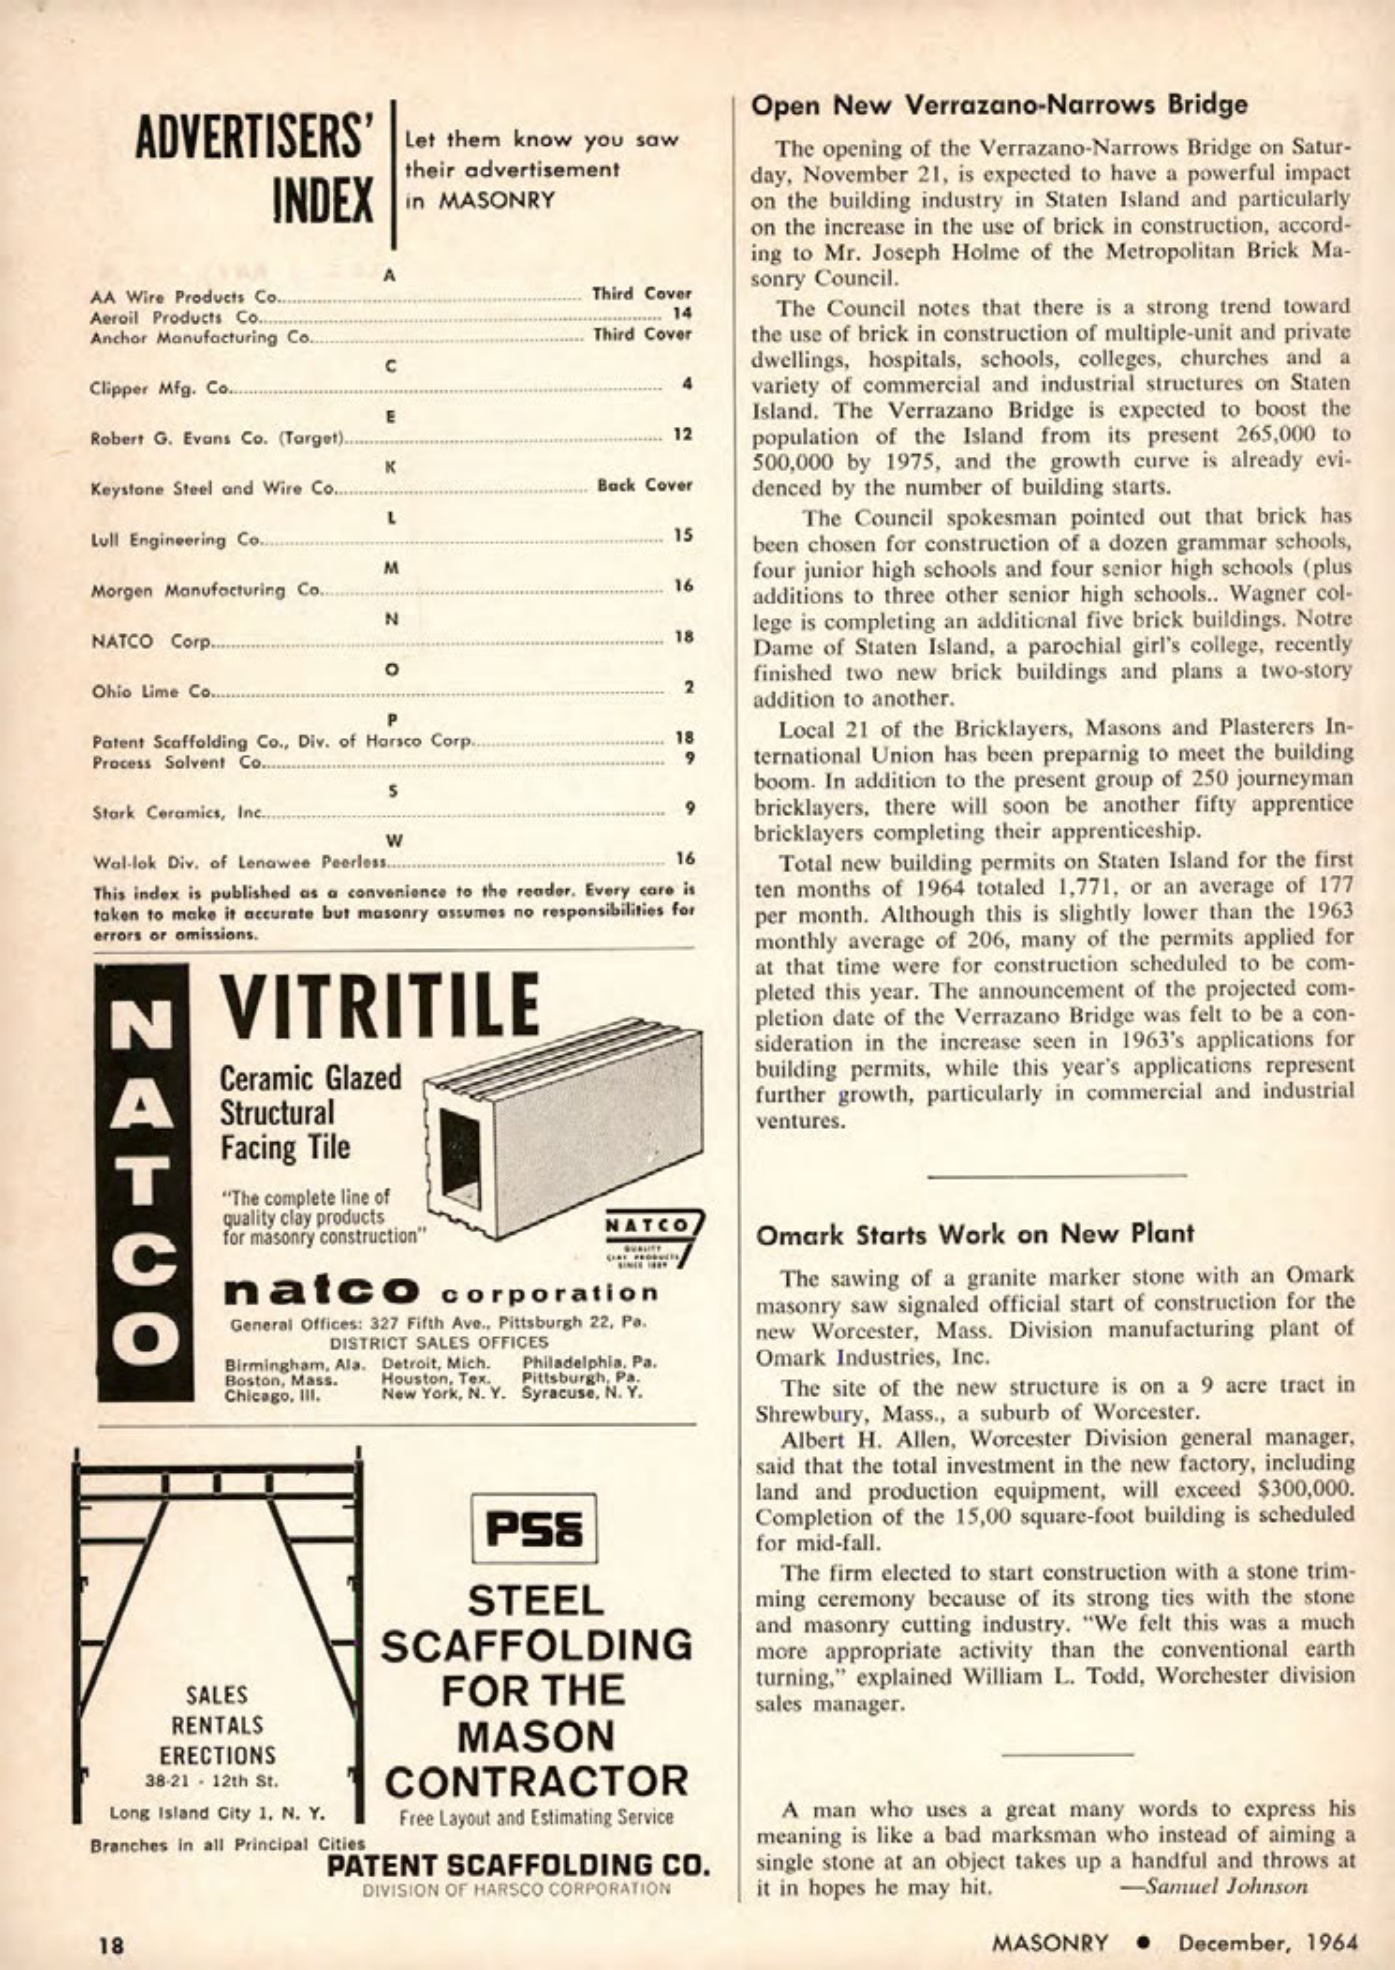 ADVERTISERS'
INDEX
Let them know you saw
their advertisement
in MASONRY
A
AA Wire Products Co. Third Cover
Aeroil Products Co. 14
Anchor Manufacturing Co. Third Cover
C
Clipper Mfg. Co. 4
E
Robert G. Evans Co. (Target) 12
K
Keystone Steel and Wire Co. Back Cover
L
Lull Engineering Co. 15
M
Morgen Manufacturing Co. 16
N
NATCO Corp. 18
O
Ohio Lime Co. 2
P
Patent Scaffolding Co., Div. of Harsco Corp. 18
Process Solvent Co. 9
S
Stark Ceramics, Inc. 9
W
Wal-lok Div. of Lenawee Peerless 16
This index is published as a convenience to the reader. Every care is
taken to make it accurate but masonry assumes no responsibilities for
errors or omissions.
NATCO
VITRITILE
Ceramic Glazed
Structural
Facing Tile
"The complete line of
quality clay products
for masonry construction"
NATCO
QUALITY
CLAY PRODUCTS
SINCE 1889
natco corporation
General Offices: 327 Fifth Ave., Pittsburgh 22, Pa.
DISTRICT SALES OFFICES
Birmingham, Ala. Detroit, Mich. Philadelphia, Pa.
Boston, Mass. Houston, Tex. Pittsburgh, Pa.
Chicago, Ill. New York, N. Y. Syracuse, N. Y.
PSCO
STEEL
SCAFFOLDING
FOR THE
MASON
CONTRACTOR
Free Layout and Estimating Service
SALES
RENTALS
ERECTIONS
38-21 - 12th St.
Long Island City 1, N. Y.
Branches in all Principal Cities
PATENT SCAFFOLDING CO.
DIVISION OF HARSCO CORPORATION
Open New Verrazano-Narrows Bridge
The opening of the Verrazano-Narrows Bridge on Satur-
day, November 21, is expected to have a powerful impact
on the building industry in Staten Island and particularly
on the increase in the use of brick in construction, accord-
ing to Mr. Joseph Holme of the Metropolitan Brick Ma-
sonry Council.
The Council notes that there is a strong trend toward
the use of brick in construction of multiple-unit and private
dwellings, hospitals, schools, colleges, churches and a
variety of commercial and industrial structures on Staten
Island. The Verrazano Bridge is expected to boost the
population of the Island from its present 265,000 to
500,000 by 1975, and the growth curve is already evi-
denced by the number of building starts.
The Council spokesman pointed out that brick has
been chosen for construction of a dozen grammar schools,
four junior high schools and four senior high schools (plus
additions to three other senior high schools.. Wagner col-
lege is completing an additional five brick buildings. Notre
Dame of Staten Island, a parochial girl's college, recently
finished two new brick buildings and plans a two-story
addition to another.
Local 21 of the Bricklayers, Masons and Plasterers In-
ternational Union has been preparnig to meet the building
boom. In addition to the present group of 250 journeyman
bricklayers, there will soon be another fifty apprentice
bricklayers completing their apprenticeship.
Total new building permits on Staten Island for the first
ten months of 1964 totaled 1,771, or an average of 177
per month. Although this is slightly lower than the 1963
monthly average of 206, many of the permits applied for
at that time were for construction scheduled to be com-
pleted this year. The announcement of the projected com-
pletion date of the Verrazano Bridge was felt to be a con-
sideration in the increase seen in 1963's applications for
building permits, while this year's applications represent
further growth, particularly in commercial and industrial
ventures.
Omark Starts Work on New Plant
The sawing of a granite marker stone with an Omark
masonry saw signaled official start of construction for the
new Worcester, Mass. Division manufacturing plant of
Omark Industries, Inc.
The site of the new structure is on a 9 acre tract in
Shrewbury, Mass., a suburb of Worcester.
Albert H. Allen, Worcester Division general manager,
said that the total investment in the new factory, including
land and production equipment, will exceed $300,000.
Completion of the 15,00 square-foot building is scheduled
for mid-fall.
The firm elected to start construction with a stone trim-
ming ceremony because of its strong ties with the stone
and masonry cutting industry. "We felt this was a much
more appropriate activity than the conventional earth
turning," explained William L. Todd, Worchester division
sales manager.
A man who uses a great many words to express his
meaning is like a bad marksman who instead of aiming a
single stone at an object takes up a handful and throws at
it in hopes he may hit. —Samuel Johnson
18
MASONRY ● December, 1964